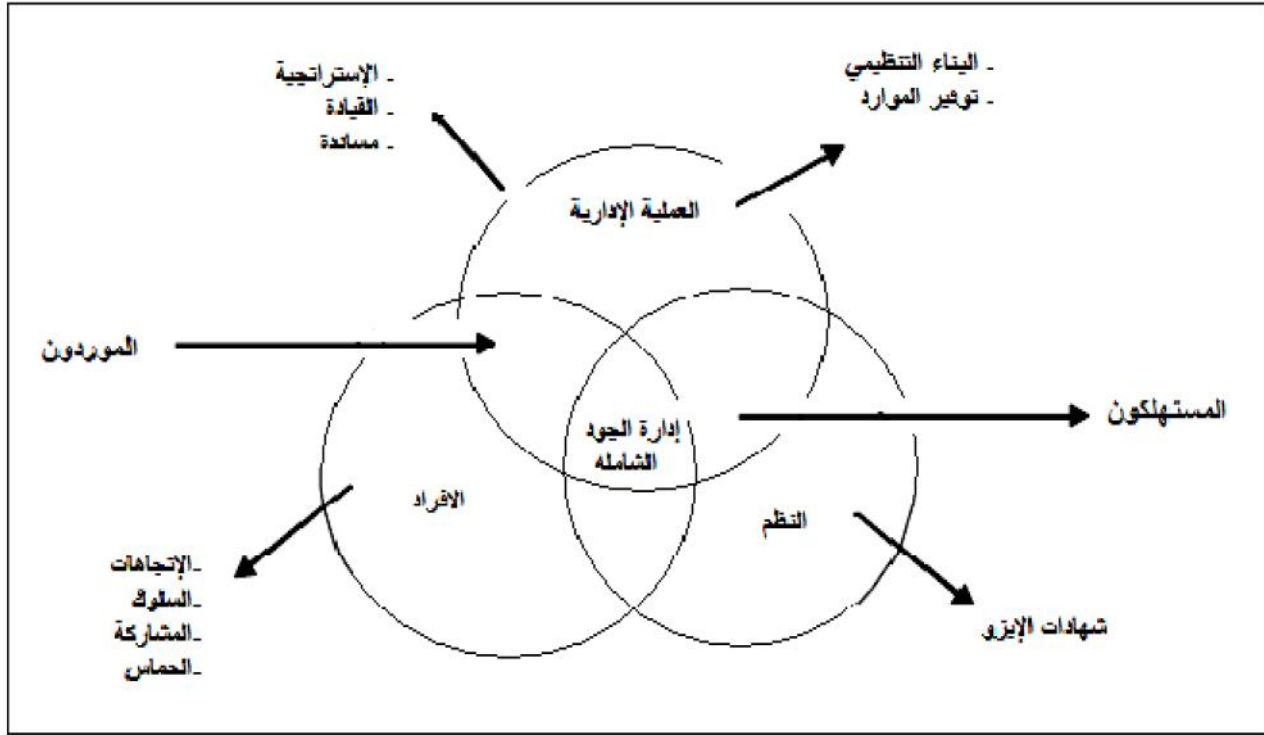 - البناء التنظيمي
- توفير الموارد
- الإستراتجية
- القيادة
- مساندة
العملية الإدارية
الموردون
المستهلكون
إدارة الجود
الشامله
الافراد
النظم
-الإتجاهات
-السلوك
-المشاركة
-الحماس
شهادات الإيزو